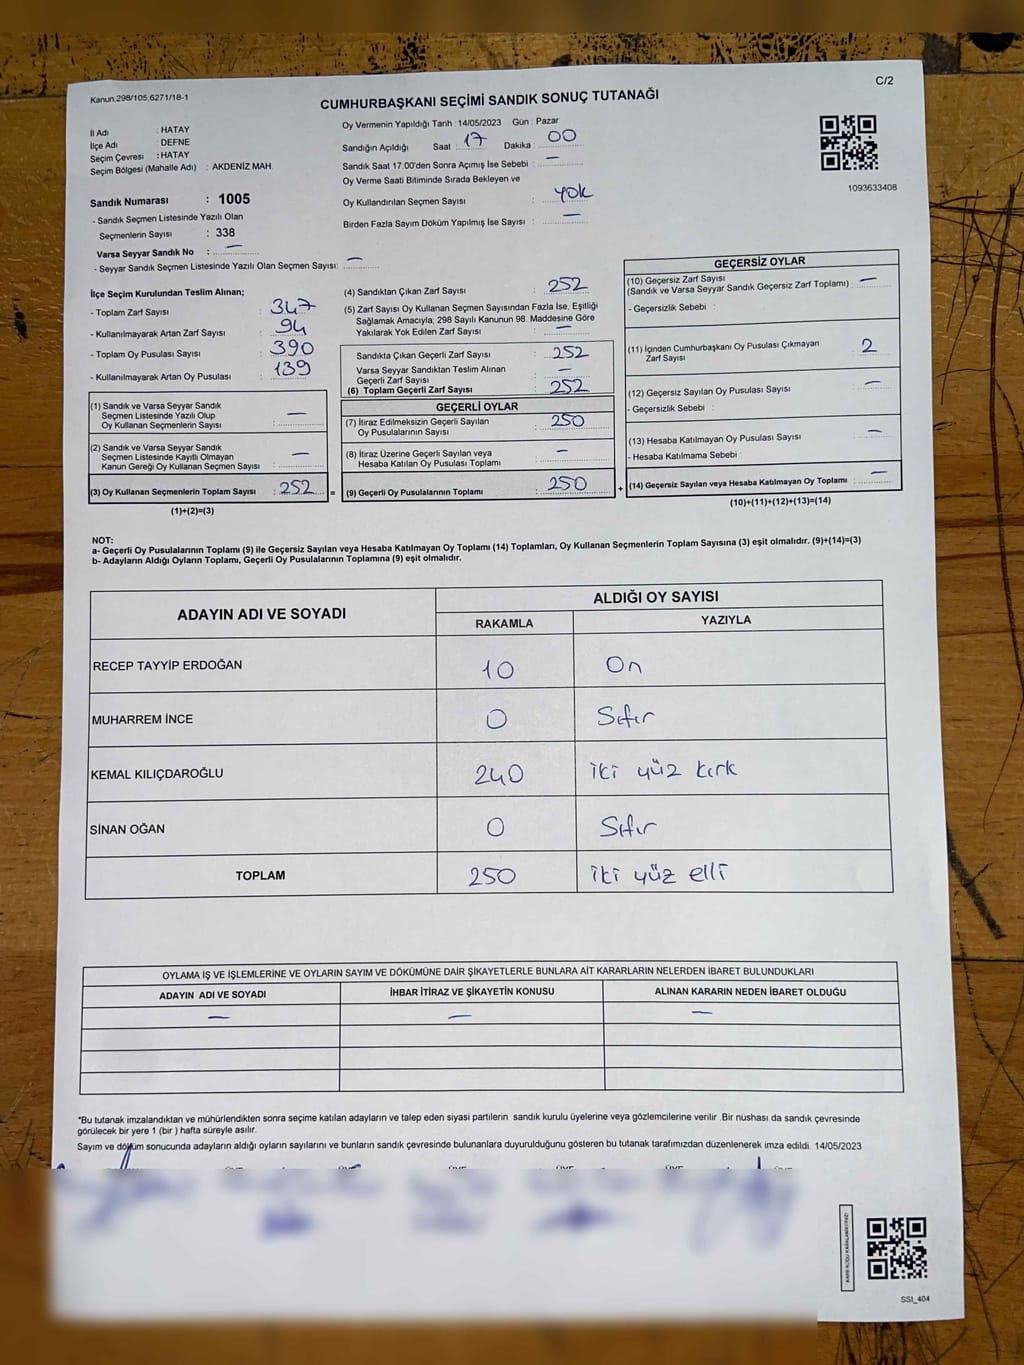 Kanun:298/105;6271/18-1
C/2
CUMHURBAŞKANI SEÇİMİ SANDIK SONUÇ TUTANAĞI
İl Adı : HATAY
İlçe Adı : DEFNE
Seçim Çevresi : HATAY
Seçim Bölgesi (Mahalle Adı) : AKDENİZ MAH.
Sandık Numarası : 1005
- Sandık Seçmen Listesinde Yazılı Olan
Seçmenlerin Sayısı : 338
Varsa Seyyar Sandık No : —
- Seyyar Sandık Seçmen Listesinde Yazılı Olan Seçmen Sayısı: —
Oy Vermenin Yapıldığı Tarih : 14/05/2023 Gün : Pazar
Sandığın Açıldığı Saat : 17 Dakika : 00
Sandık Saat 17:00'den Sonra Açımış İse Sebebi : —
Oy Verme Saati Bitiminde Sırada Bekleyen ve
Oy Kullandırılan Seçmen Sayısı : yok
Birden Fazla Sayım Döküm Yapılmış İse Sayısı : —
1093633408
İlçe Seçim Kurulundan Teslim Alınan;
- Toplam Zarf Sayısı : 347
- Kullanılmayarak Artan Zarf Sayısı : 94
- Toplam Oy Pusulası Sayısı : 390
- Kullanılmayarak Artan Oy Pusulası : 139
(1) Sandık ve Varsa Seyyar Sandık
Seçmen Listesinde Yazılı Olup
Oy Kullanan Seçmenlerin Sayısı : —
(2) Sandık ve Varsa Seyyar Sandık
Seçmen Listesinde Kayıtlı Olmayan
Kanun Gereği Oy Kullanan Seçmen Sayısı : —
(3) Oy Kullanan Seçmenlerin Toplam Sayısı : 252 =
(1)+(2)=(3)
(4) Sandıktan Çıkan Zarf Sayısı : 252
(5) Zarf Sayısı Oy Kullanan Seçmen Sayısından Fazla İse, Eşitliği
Sağlamak Amacıyla; 298 Sayılı Kanunun 98. Maddesine Göre
Yakılarak Yok Edilen Zarf Sayısı : —
Sandıkta Çıkan Geçerli Zarf Sayısı : 252
Varsa Seyyar Sandıktan Teslim Alınan
Geçerli Zarf Sayısı : —
(6) Toplam Geçerli Zarf Sayısı : 252
GEÇERLİ OYLAR
(7) İtiraz Edilmeksizin Geçerli Sayılan
Oy Pusulalarının Sayısı : 250
(8) İtiraz Üzerine Geçerli Sayılan veya
Hesaba Katılan Oy Pusulası Toplamı : —
(9) Geçerli Oy Pusulalarının Toplamı : 250 +
GEÇERSİZ OYLAR
(10) Geçersiz Zarf Sayısı
(Sandık ve Varsa Seyyar Sandık Geçersiz Zarf Toplamı) : —
- Geçersizlik Sebebi :
(11) İçinden Cumhurbaşkanı Oy Pusulası Çıkmayan
Zarf Sayısı : 2
(12) Geçersiz Sayılan Oy Pusulası Sayısı : —
- Geçersizlik Sebebi :
(13) Hesaba Katılmayan Oy Pusulası Sayısı : —
- Hesaba Katılmama Sebebi :
(14) Geçersiz Sayılan veya Hesaba Katılmayan Oy Toplamı : —
(10)+(11)+(12)+(13)=(14)
NOT:
a- Geçerli Oy Pusulalarının Toplamı (9) ile Geçersiz Sayılan veya Hesaba Katılmayan Oy Toplamı (14) Toplamları, Oy Kullanan Seçmenlerin Toplam Sayısına (3) eşit olmalıdır. (9)+(14)=(3)
b- Adayların Aldığı Oyların Toplamı, Geçerli Oy Pusulalarının Toplamına (9) eşit olmalıdır.
ADAYIN ADI VE SOYADI ALDIĞI OY SAYISI
RAKAMLA YAZIYLA
RECEP TAYYİP ERDOĞAN 10 On
MUHARREM İNCE 0 Sıfır
KEMAL KILIÇDAROĞLU 240 iki yüz kırk
SİNAN OĞAN 0 Sıfır
TOPLAM 250 iki yüz elli
OYLAMA İŞ VE İŞLEMLERİNE VE OYLARIN SAYIM VE DÖKÜMÜNE DAİR ŞİKAYETLERLE BUNLARA AİT KARARLARIN NELERDEN İBARET BULUNDUKLARI
ADAYIN ADI VE SOYADI İHBAR İTİRAZ VE ŞİKAYETİN KONUSU ALINAN KARARIN NEDEN İBARET OLDUĞU
— — —
*Bu tutanak imzalandıktan ve mühürlendikten sonra seçime katılan adayların ve talep eden siyasi partilerin sandık kurulu üyelerine veya gözlemcilerine verilir .Bir nüshası da sandık çevresinde
görülecek bir yere 1 (bir ) hafta süreyle asılır.
Sayım ve döküm sonucunda adayların aldığı oyların sayılarını ve bunların sandık çevresinde bulunanlara duyurulduğunu gösteren bu tutanak tarafımızdan düzenlenerek imza edildi. 14/05/2023
SSI_404